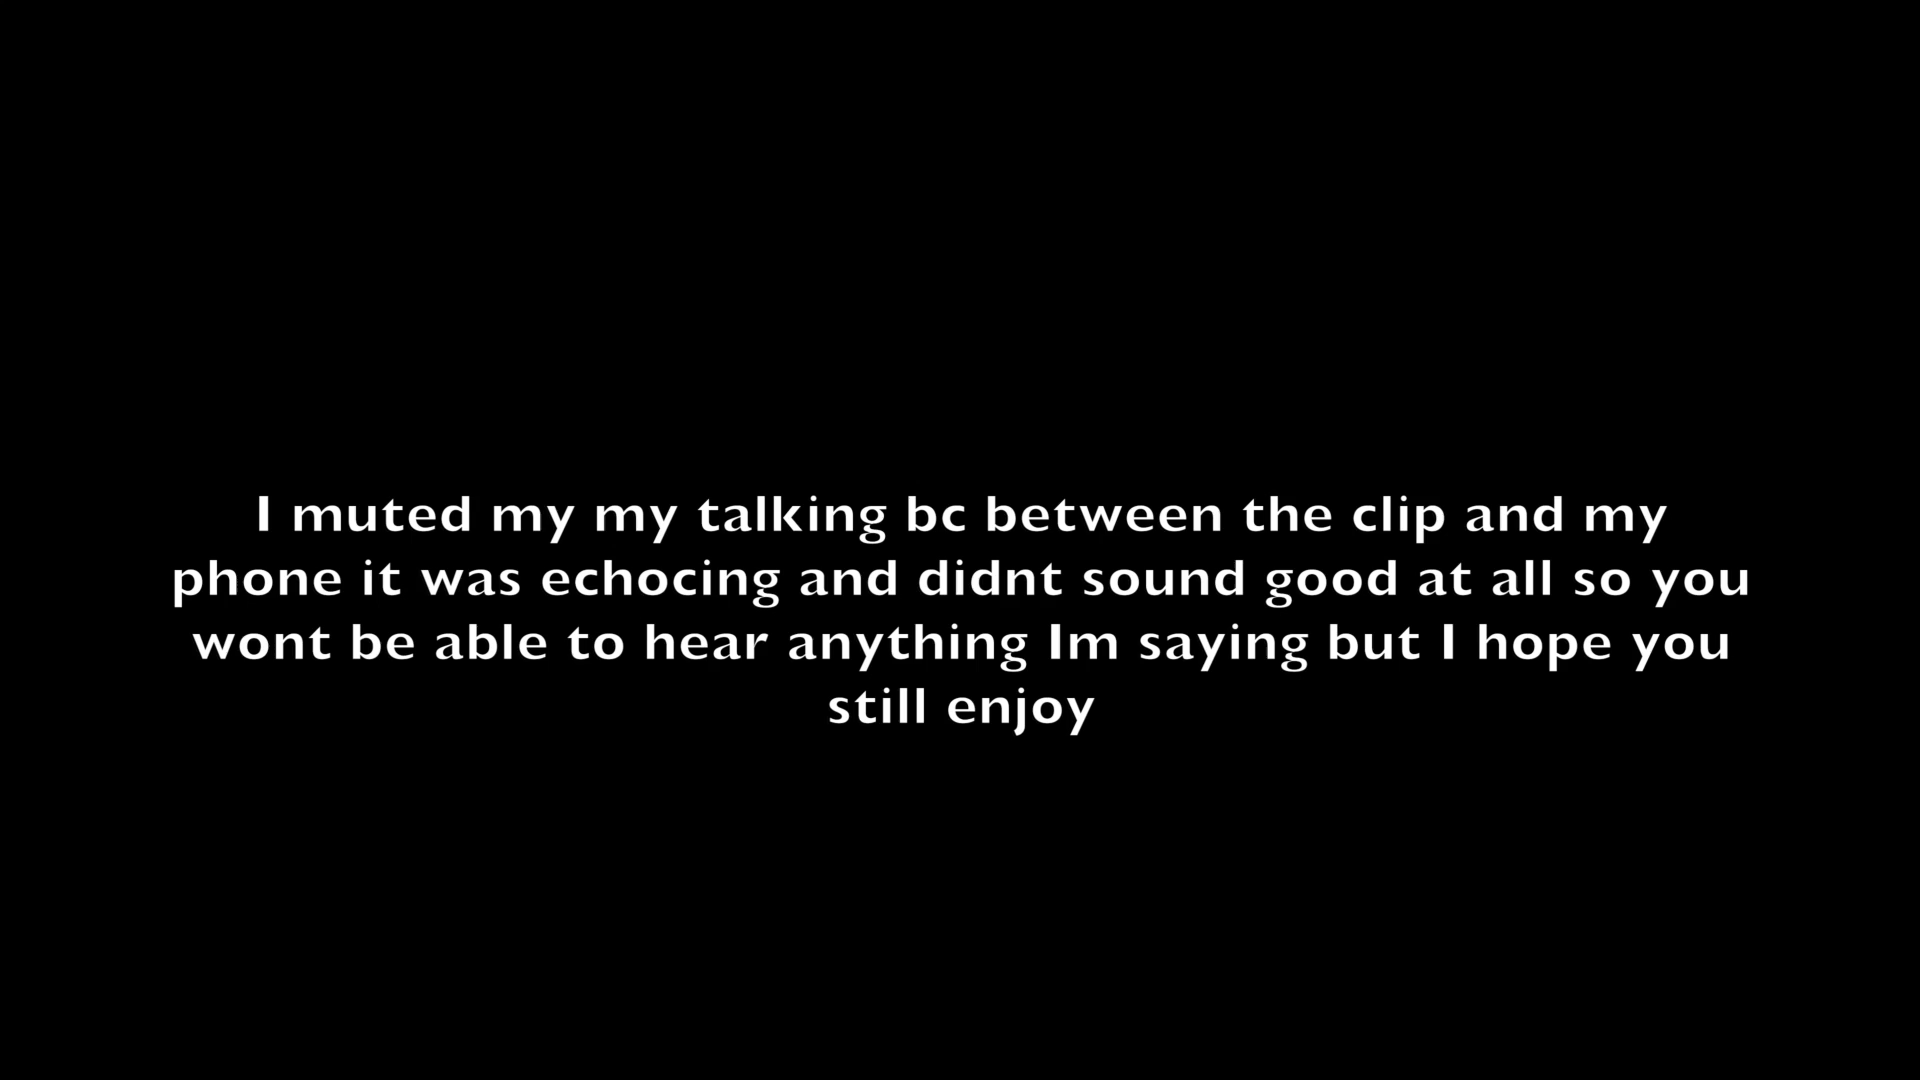 I muted my my talking bc between the clip and my
phone it was echocing and didnt sound good at all so you
wont be able to hear anything Im saying but I hope you
still enjoy